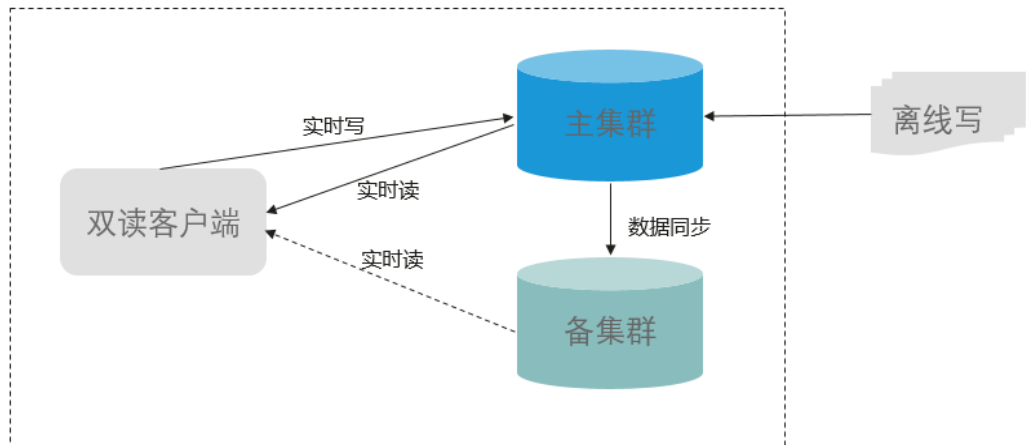 主集群
离线写
实时写
实时读
双读客户端
数据同步
实时读
备集群